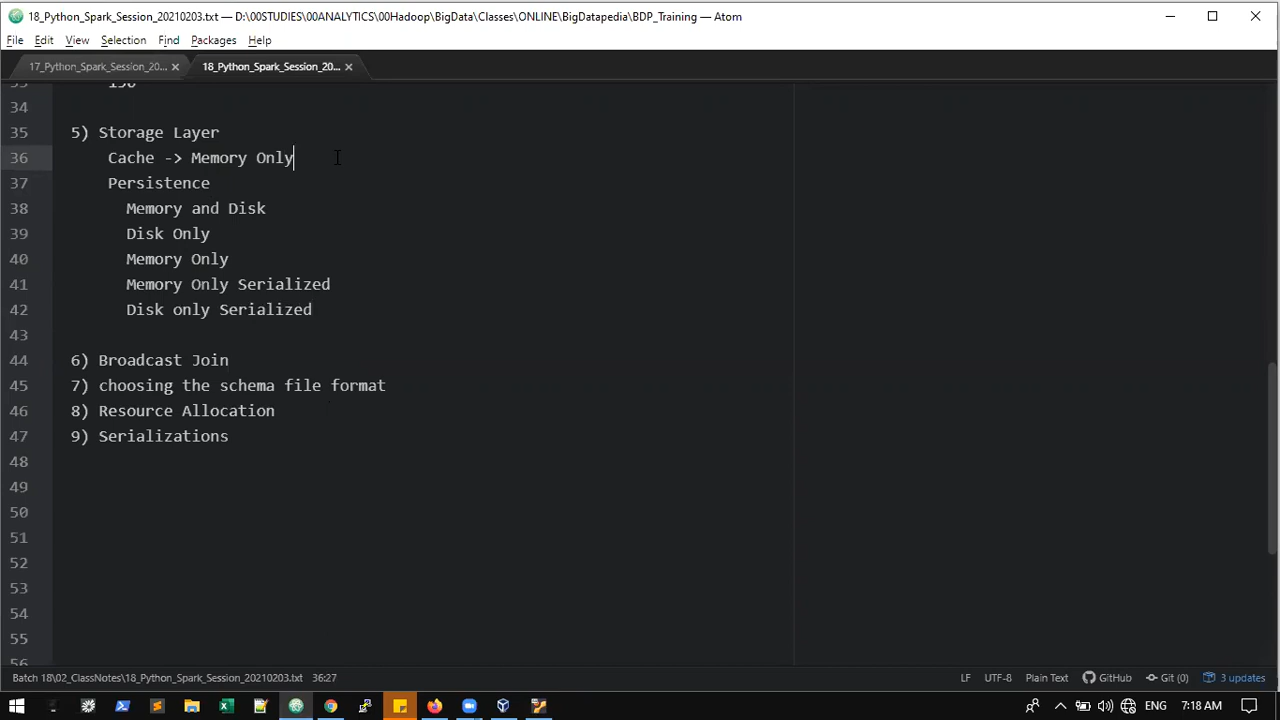 18_Python_Spark_Session_20210203.txt — D:\00STUDIES\00ANALYTICS\00Hadoop\BigData\Classes\ONLINE\BigDatapedia\BDP_Training — Atom
File Edit View Selection Find Packages Help
17_Python_Spark_Session_20... 18_Python_Spark_Session_20...
34
35 5) Storage Layer
36 Cache -> Memory Only
37 Persistence
38 Memory and Disk
39 Disk Only
40 Memory Only
41 Memory Only Serialized
42 Disk only Serialized
43
44 6) Broadcast Join
45 7) choosing the schema file format
46 8) Resource Allocation
47 9) Serializations
48
49
50
51
52
53
54
55
56
Batch 18\02_ClassNotes\18_Python_Spark_Session_20210203.txt 36:27 LF UTF-8 Plain Text GitHub Git (0) 3 updates
ENG 7:18 AM